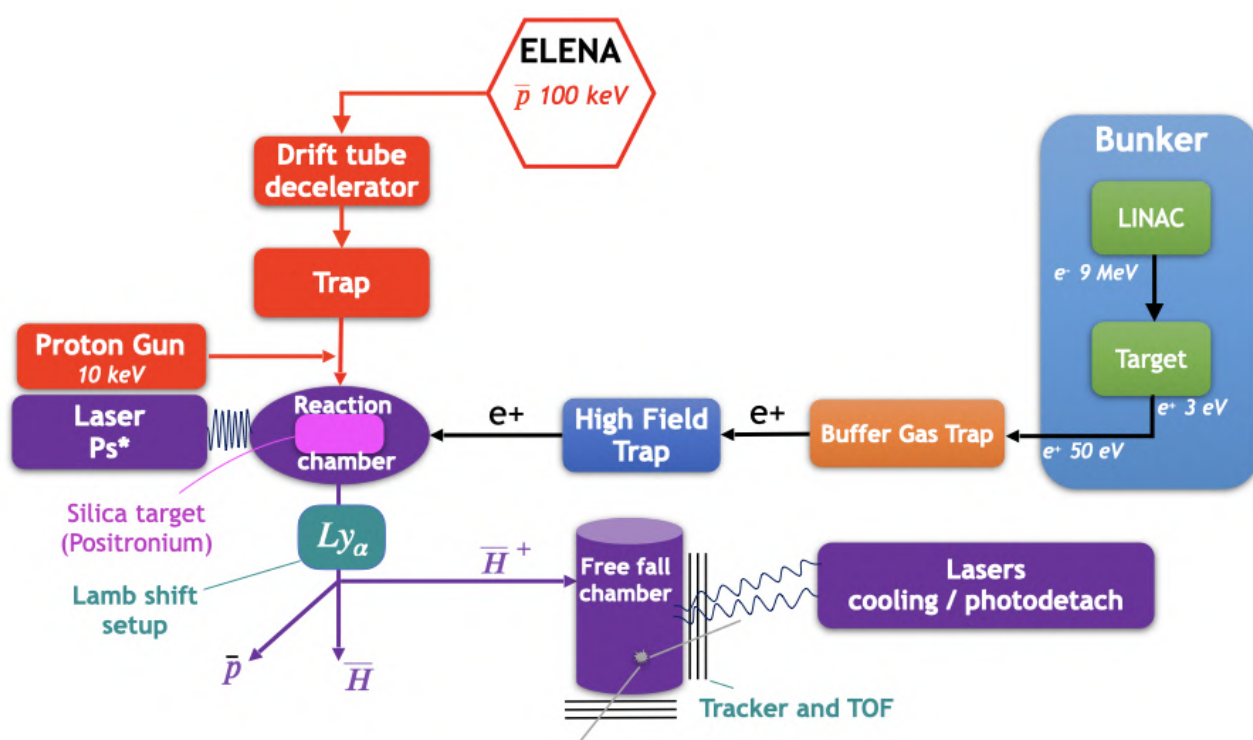 ELENA
p̅ 100 keV
Drift tube
decelerator
Trap
Proton Gun
10 keV
Laser
Ps*
Reaction
chamber
Silica target
(Positronium)
Ly_α
Lamb shift
setup
p̅
H̅
H̅⁺
e+
High Field
Trap
e+
Buffer Gas Trap
Bunker
LINAC
e⁻ 9 MeV
Target
e⁺ 3 eV
e⁺ 50 eV
Free fall
chamber
Lasers
cooling / photodetach
Tracker and TOF